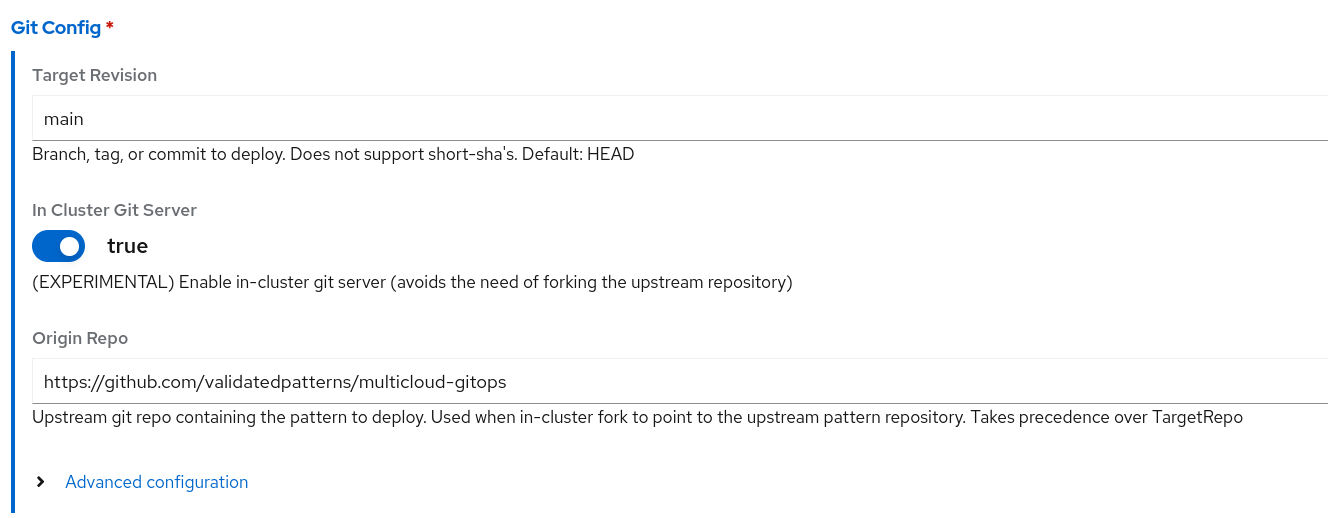 Git Config *
Target Revision
main
Branch, tag, or commit to deploy. Does not support short-sha's. Default: HEAD
In Cluster Git Server
true
(EXPERIMENTAL) Enable in-cluster git server (avoids the need of forking the upstream repository)
Origin Repo
https://github.com/validatedpatterns/multicloud-gitops
Upstream git repo containing the pattern to deploy. Used when in-cluster fork to point to the upstream pattern repository. Takes precedence over TargetRepo
Advanced configuration